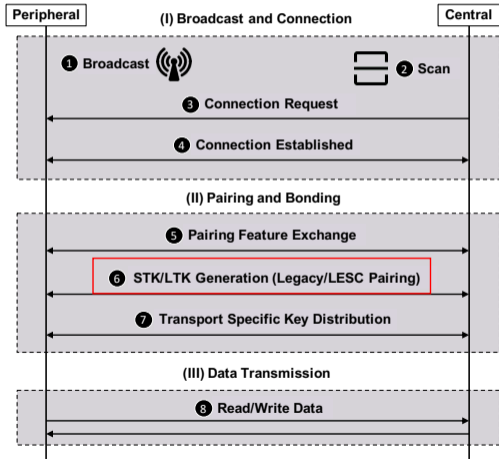 Peripheral
(I) Broadcast and Connection
Central
1 Broadcast
2 Scan
3 Connection Request
4 Connection Established
(II) Pairing and Bonding
5 Pairing Feature Exchange
6 STK/LTK Generation (Legacy/LESC Pairing)
7 Transport Specific Key Distribution
(III) Data Transmission
8 Read/Write Data